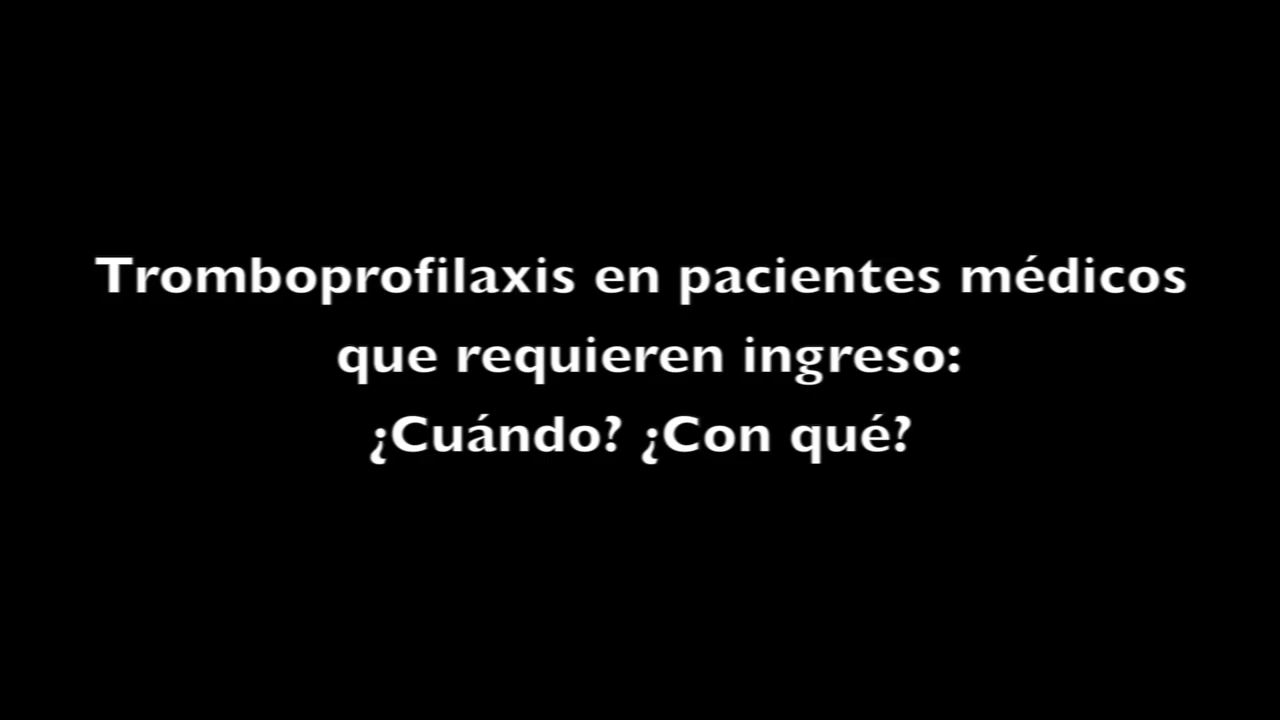 Tromboprofilaxis en pacientes médicos
que requieren ingreso:
¿Cuándo? ¿Con qué?